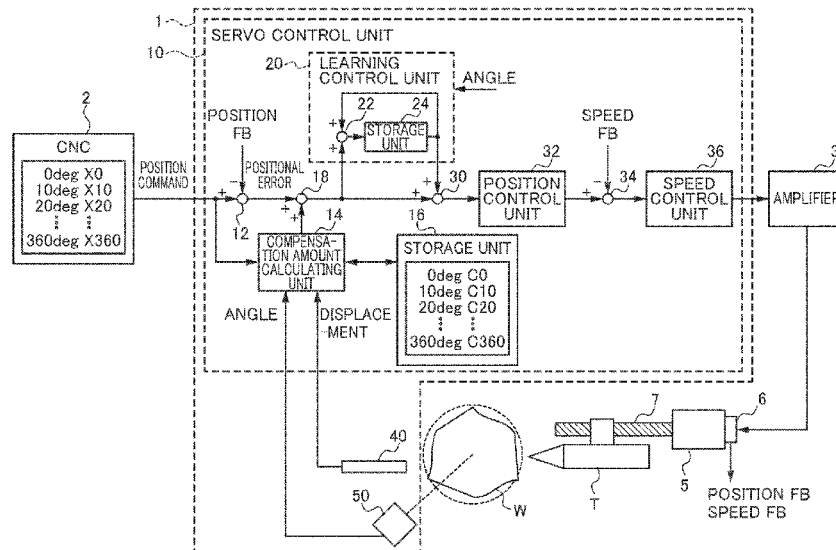 1
10
SERVO CONTROL UNIT
20
LEARNING
CONTROL UNIT
ANGLE
2
CNC
0deg X0
10deg X10
20deg X20
360deg X360
POSITION
COMMAND
POSITION
FB
POSITIONAL
ERROR
+
-
12
+
+
18
+
+
22
24
STORAGE
UNIT
+
+
30
32
POSITION
CONTROL
UNIT
SPEED
FB
+
-
34
36
SPEED
CONTROL
UNIT
3
AMPLIFIER
14
COMPENSA-
TION AMOUNT
CALCULATING
UNIT
16
STORAGE UNIT
0deg C0
10deg C10
20deg C20
360deg C360
ANGLE
DISPLACE
MENT
40
50
W
T
7
5
6
POSITION FB
SPEED FB